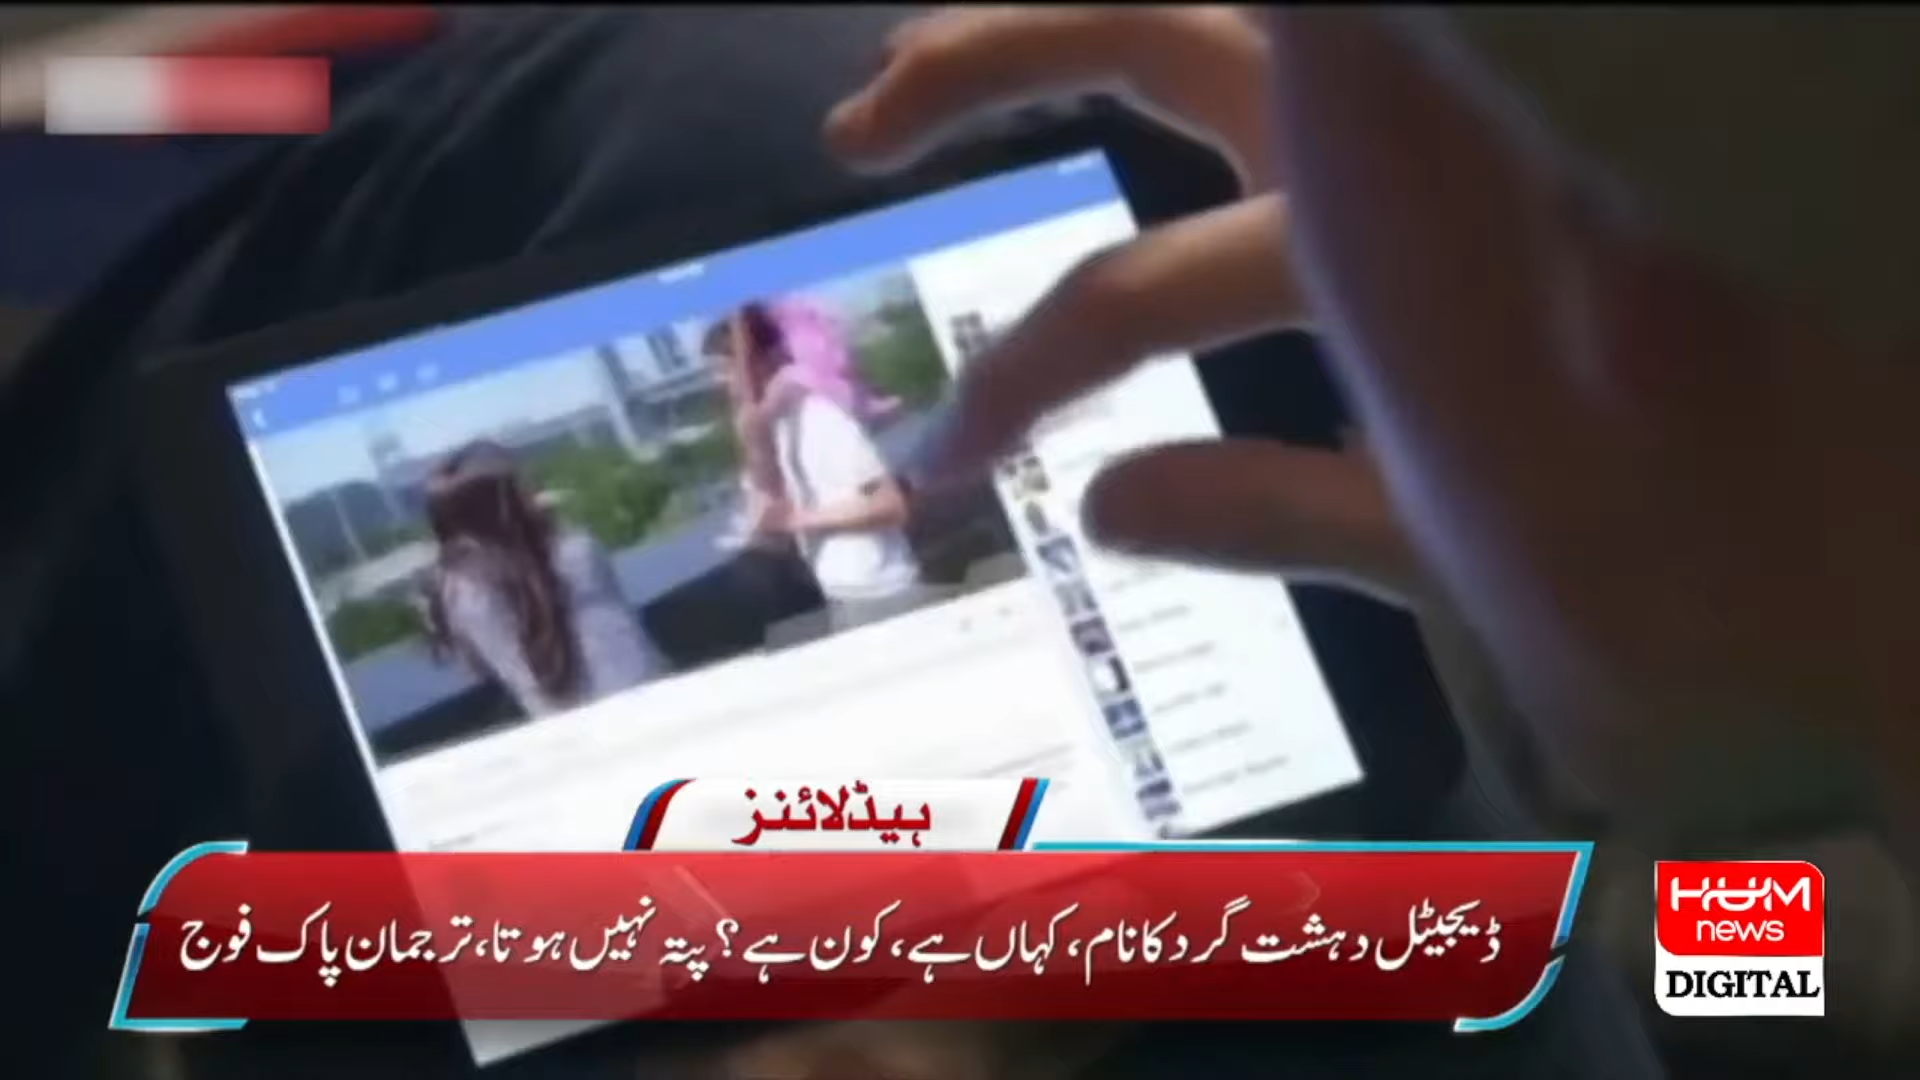 ہیڈلائنز
ڈیجیٹل دہشت گرد کا نام، کہاں ہے، کون ہے؟ پتہ نہیں ہوتا، ترجمان پاک فوج
HUM
news
DIGITAL